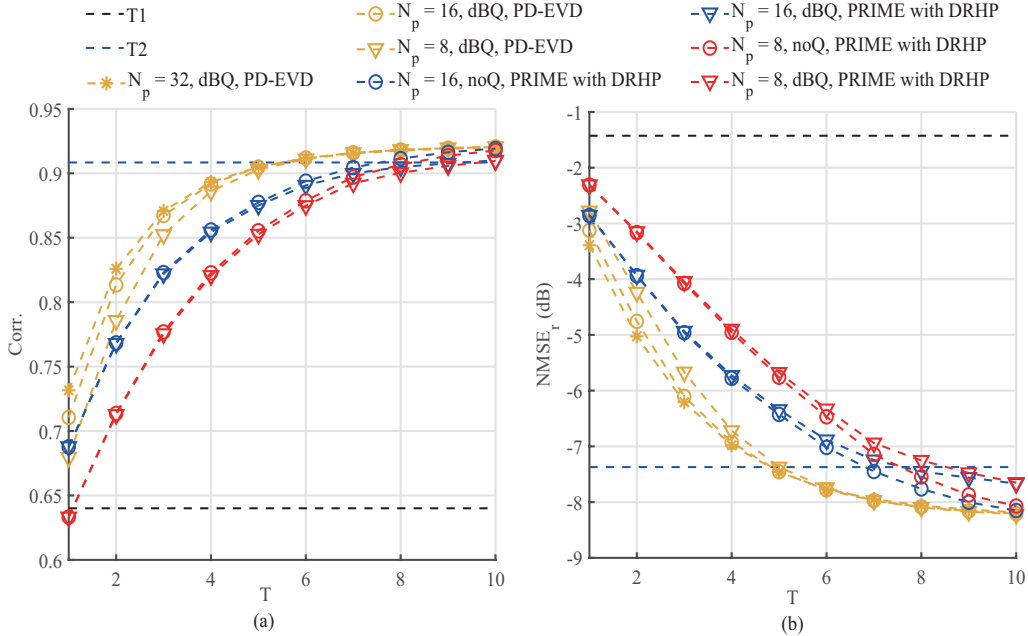 T1
T2
N_p = 32, dBQ, PD-EVD
N_p = 16, dBQ, PD-EVD
N_p = 8, dBQ, PD-EVD
N_p = 16, noQ, PRIME with DRHP
N_p = 16, dBQ, PRIME with DRHP
N_p = 8, noQ, PRIME with DRHP
N_p = 8, dBQ, PRIME with DRHP
0.95
0.9
0.85
0.8
0.75
0.7
0.65
0.6
Corr.
2 4 6 8 10
T
(a)
-1
-2
-3
-4
-5
-6
-7
-8
-9
NMSE_r (dB)
2 4 6 8 10
T
(b)